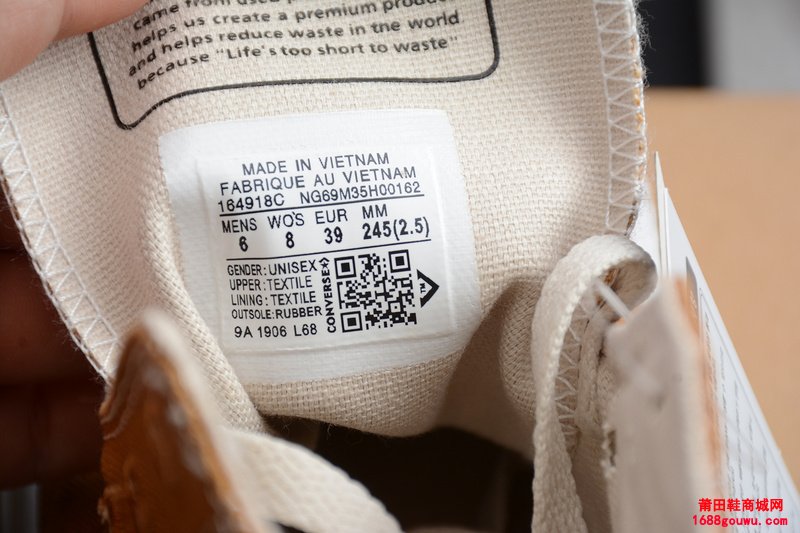 came from used
helps us create a premium produc
and helps reduce waste in the world
because "Life's too short to waste"
MADE IN VIETNAM
FABRIQUE AU VIETNAM
164918C NG69M35H00162
MENS WO'S EUR MM
6 8 39 245(2.5)
GENDER: UNISEX
UPPER: TEXTILE
LINING: TEXTILE
OUTSOLE: RUBBER
CONVERSE
9A 1906 L68
莆田鞋商城网
1688gouwu.com